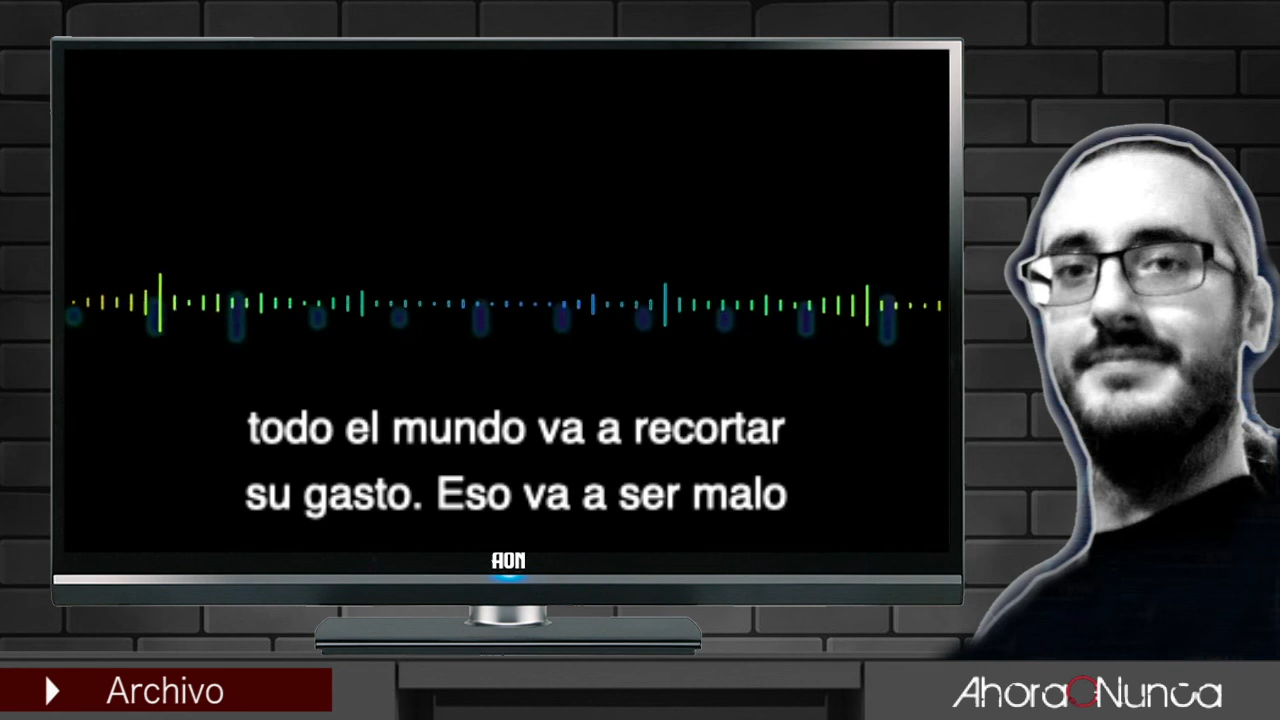 todo el mundo va a recortar
su gasto. Eso va a ser malo
AON
Archivo
AhoraONunca